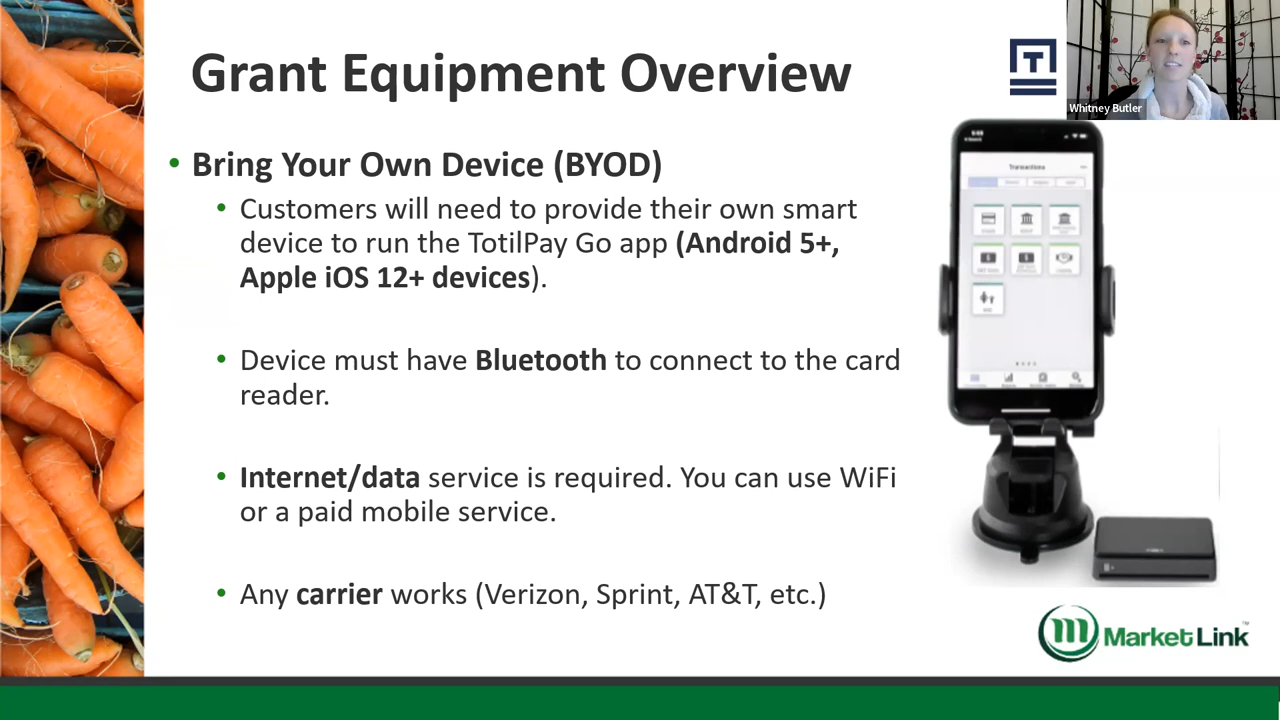 Grant Equipment Overview
T
Whitney Butler
• Bring Your Own Device (BYOD)
• Customers will need to provide their own smart
device to run the TotilPay Go app (Android 5+,
Apple iOS 12+ devices).
• Device must have Bluetooth to connect to the card
reader.
• Internet/data service is required. You can use WiFi
or a paid mobile service.
• Any carrier works (Verizon, Sprint, AT&T, etc.)
Transactions
m MarketLink™